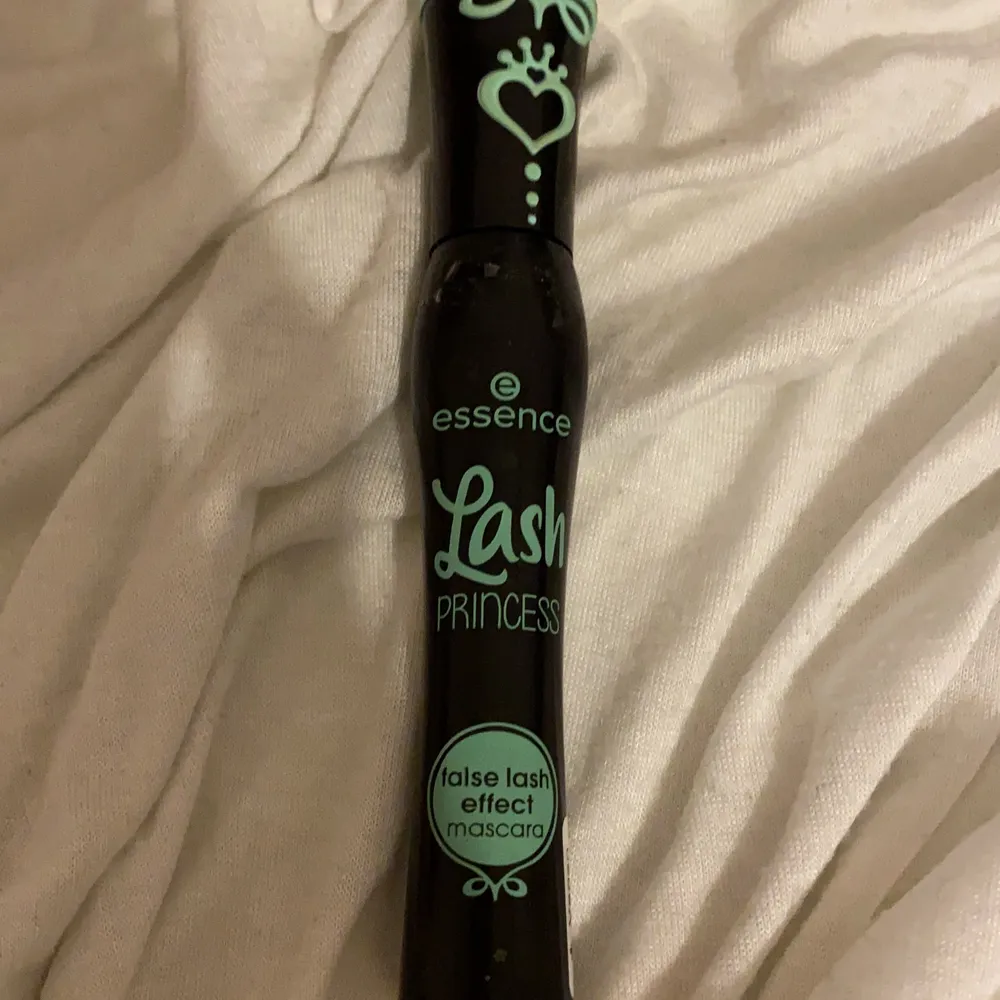 e
essence
Lash
PRINCESS
false lash
effect
mascara